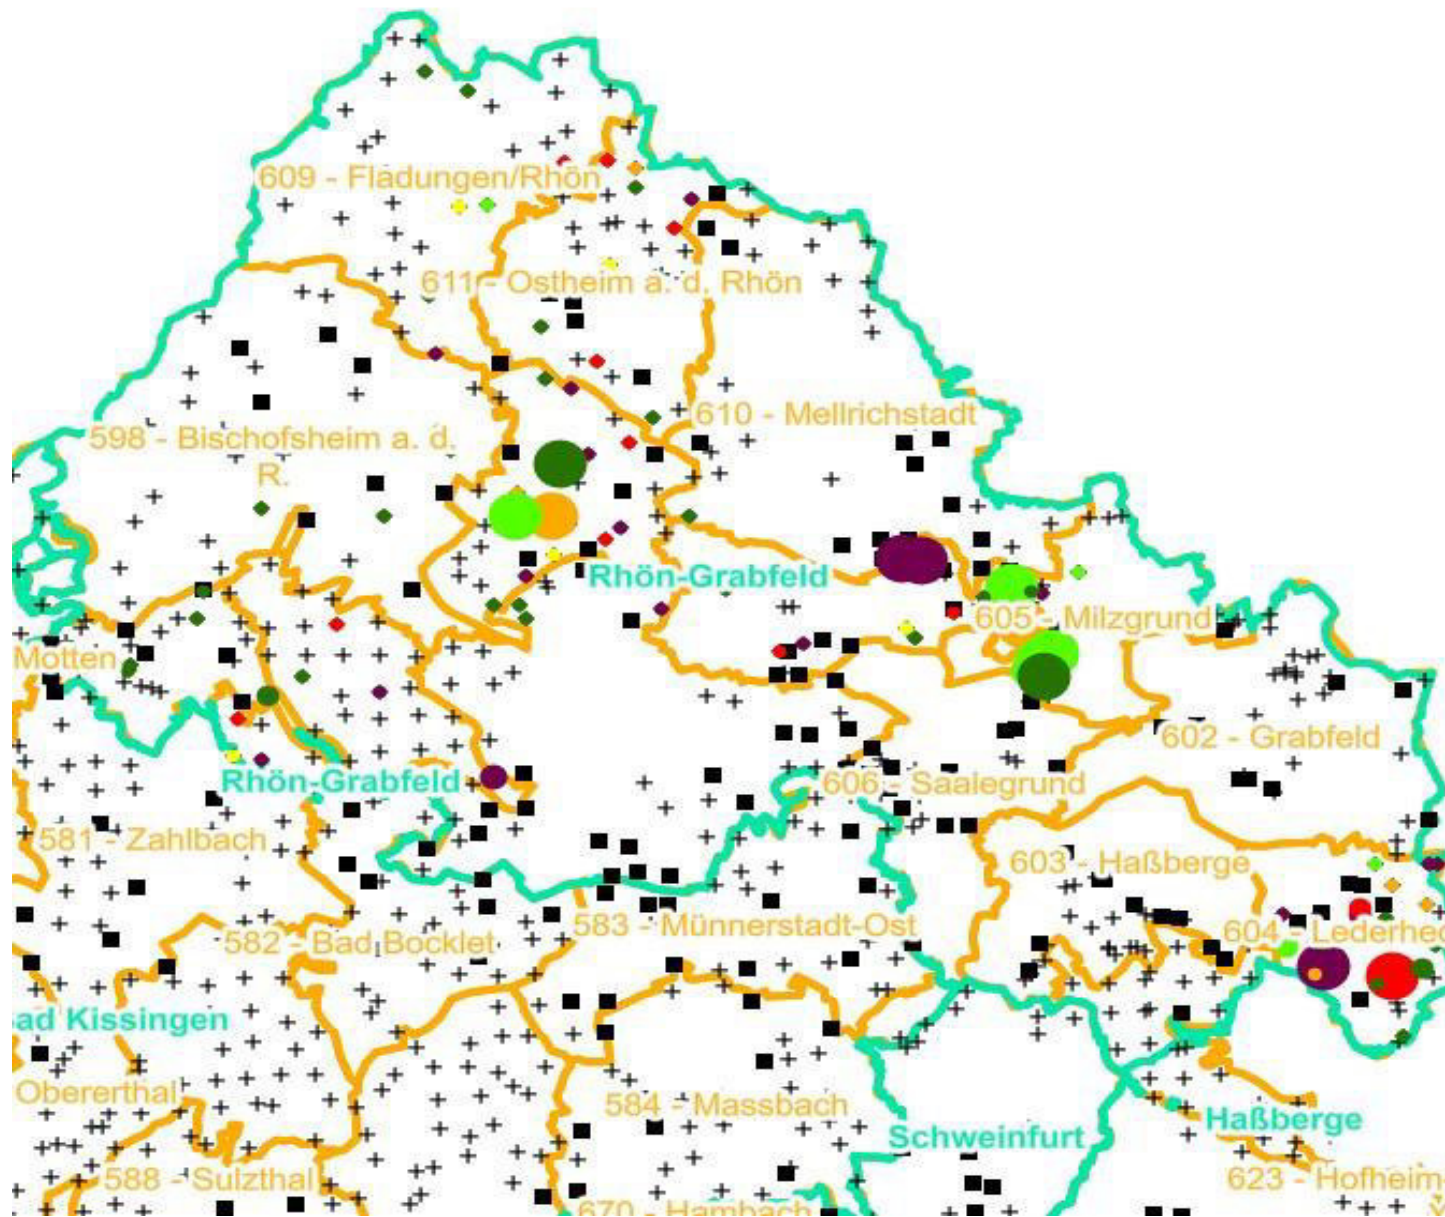 609 - Fladungen/Rhön
611 - Ostheim a. d. Rhön
610 - Mellrichstadt
598 - Bischofsheim a. d.
R.
Rhön-Grabfeld
605 - Milzgrund
Motten
602 - Grabfeld
Rhön-Grabfeld
606 - Saalegrund
581 - Zahlbach
603 - Haßberge
583 - Münnerstadt-Ost
604 - Lederhec
582 - Bad Bocklet
ad Kissingen
Obererthal
584 - Massbach
Haßberge
Schweinfurt
588 - Sulzthal
623 - Hofheim
670 - Hambach